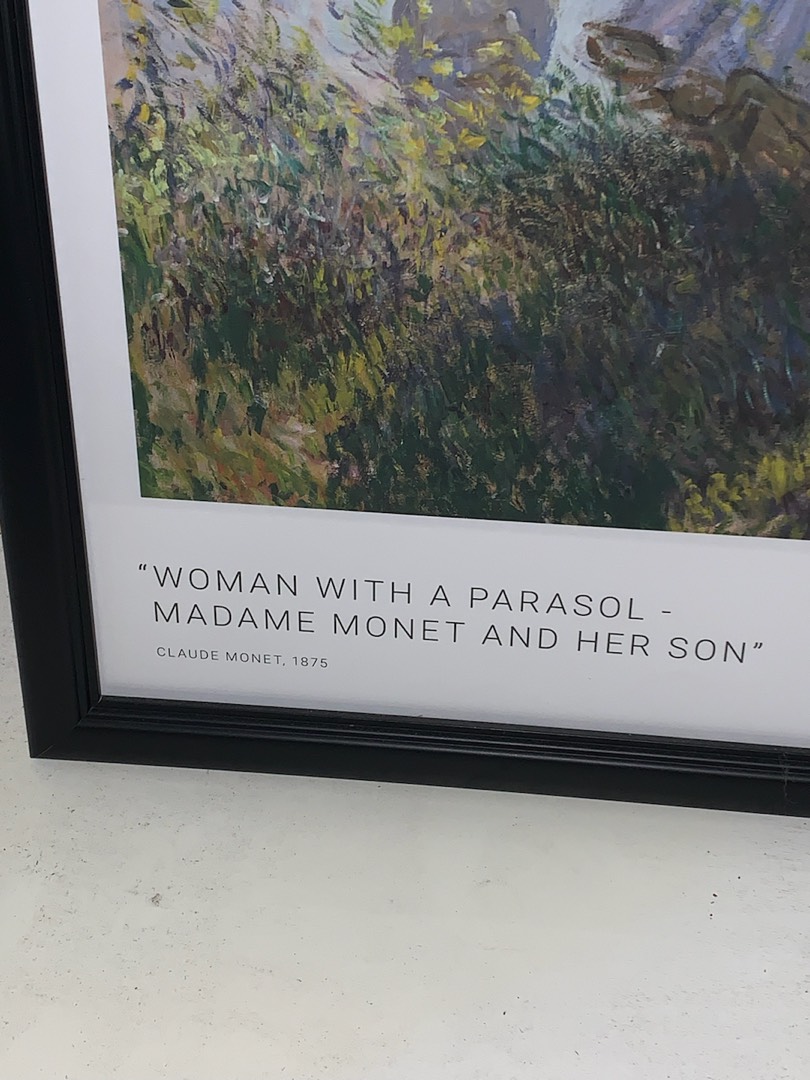 “WOMAN WITH A PARASOL -
MADAME MONET AND HER SON”
CLAUDE MONET, 1875